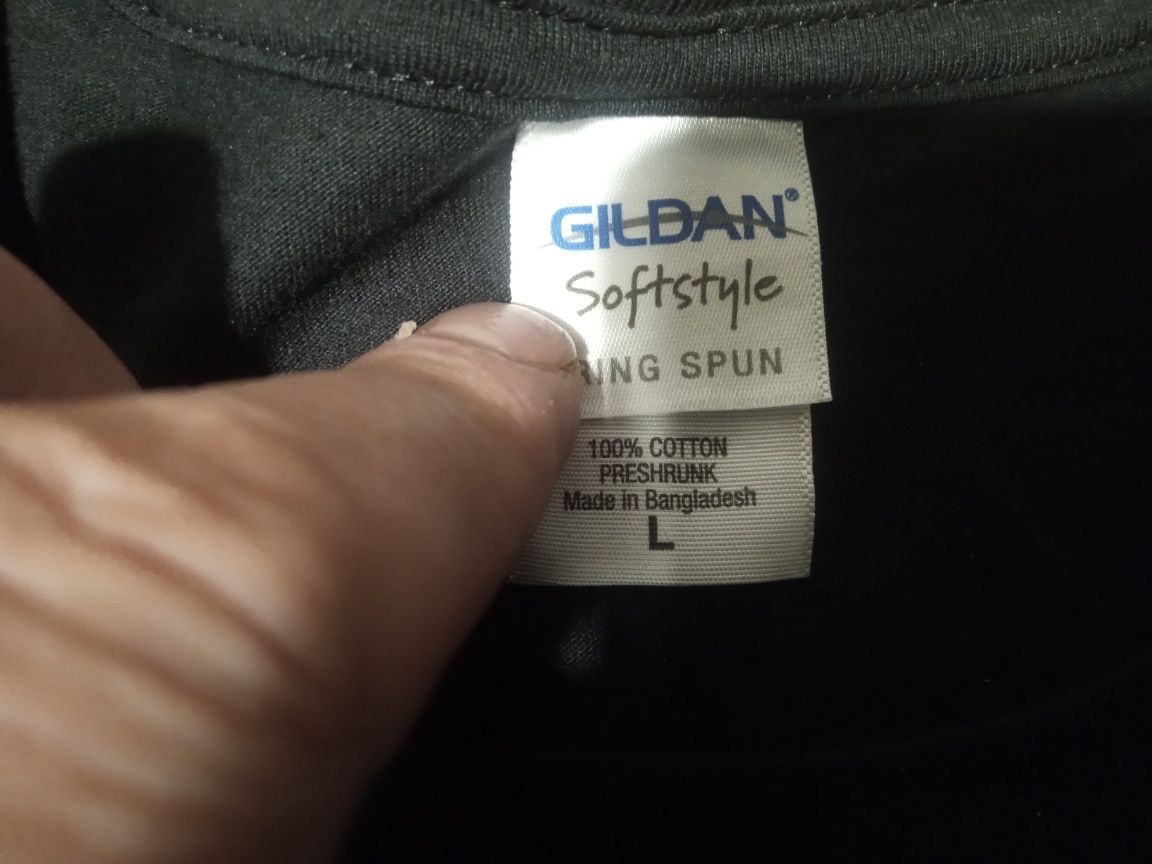 GILDAN®
Softstyle
RING SPUN
100% COTTON
PRESHRUNK
Made in Bangladesh
L